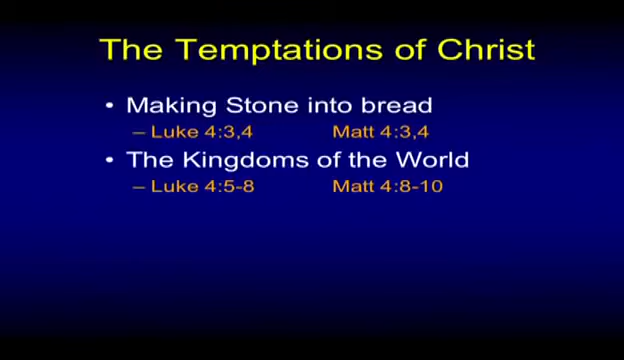 The Temptations of Christ
• Making Stone into bread
– Luke 4:3,4 Matt 4:3,4
• The Kingdoms of the World
– Luke 4:5-8 Matt 4:8-10